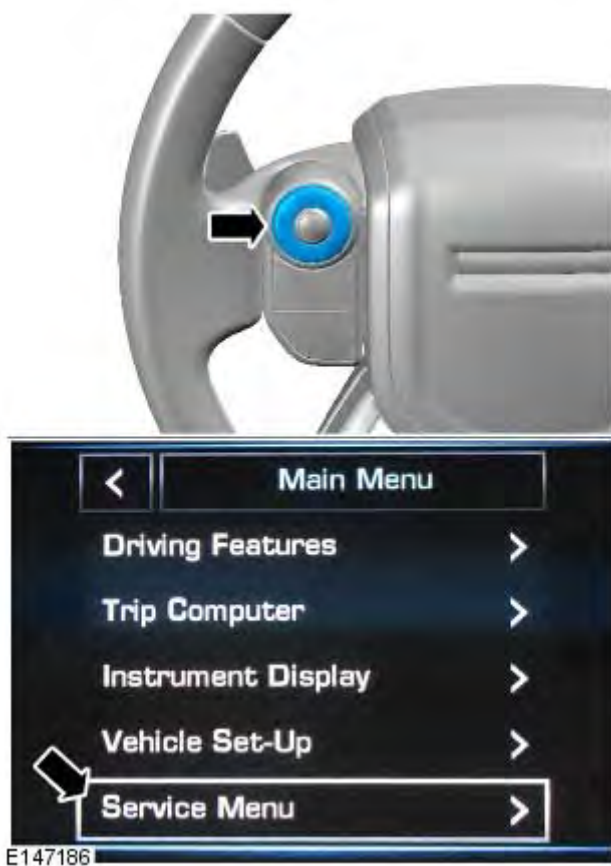 Main Menu
Driving Features
Trip Computer
Instrument Display
Vehicle Set-Up
Service Menu
E147186